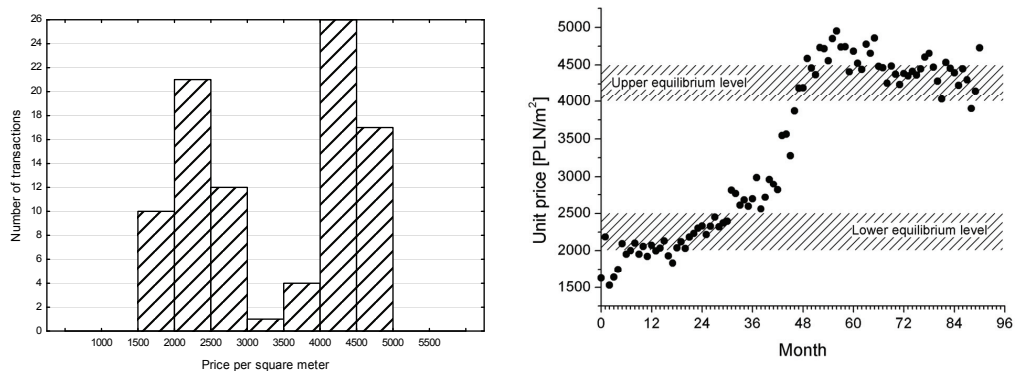 Number of transactions
26
24
22
20
18
16
14
12
10
8
6
4
2
0
1000 1500 2000 2500 3000 3500 4000 4500 5000 5500
Price per square meter
Unit price [PLN/m²]
5000
4500
4000
3500
3000
2500
2000
1500
Upper equilibrium level
Lower equilibrium level
0 12 24 36 48 60 72 84 96
Month